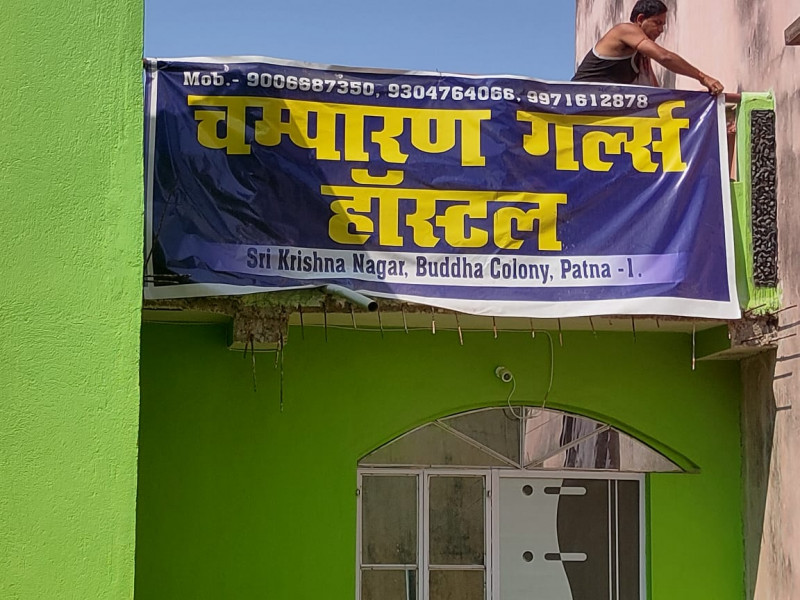 Mob.- 9006687350, 9304764066, 9971612878
चम्पारण गर्ल्स
हॉस्टल
Sri Krishna Nagar, Buddha Colony, Patna -1.